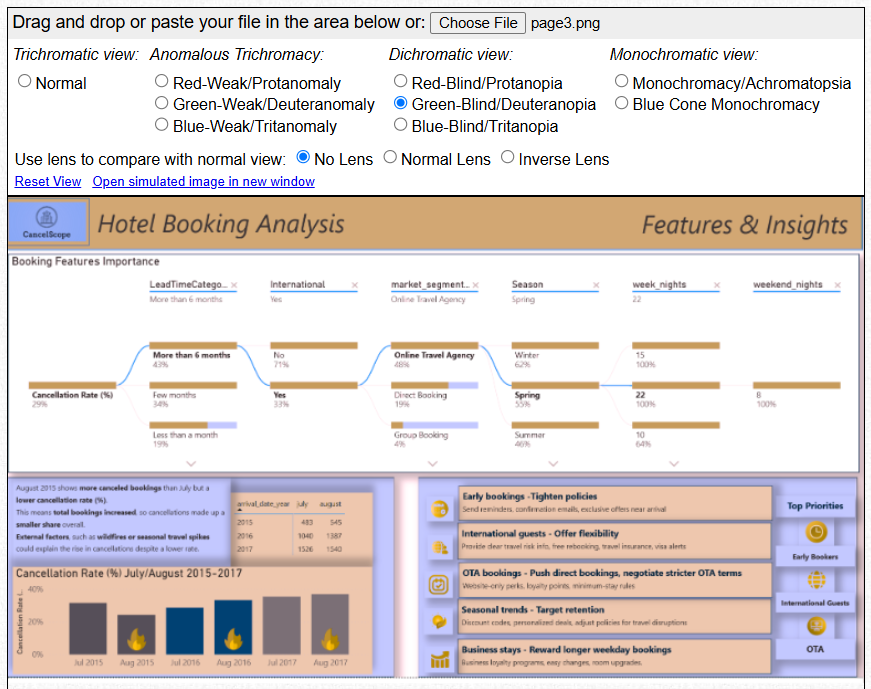 Drag and drop or paste your file in the area below or: Choose File page3.png
Trichromatic view: Anomalous Trichromacy: Dichromatic view: Monochromatic view:
Normal Red-Weak/Protanomaly Red-Blind/Protanopia Monochromacy/Achromatopsia
Green-Weak/Deuteranomaly Green-Blind/Deuteranopia Blue Cone Monochromacy
Blue-Weak/Tritanomaly Blue-Blind/Tritanopia
Use lens to compare with normal view: No Lens Normal Lens Inverse Lens
Reset View Open simulated image in new window
CancelScope
Hotel Booking Analysis Features & Insights
Booking Features Importance
LeadTimeCatego... International market_segment... Season week_nights weekend_nights
More than 6 months Yes Online Travel Agency Spring 22
More than 6 months No Online Travel Agency Winter 15
43% 71% 48% 62% 100%
Cancellation Rate (%) Few months Yes Direct Booking Spring 22 8
29% 34% 33% 19% 55% 100% 100%
Less than a month Group Booking Summer 10
19% 4% 46% 64%
August 2015 shows more canceled bookings than July but a
lower cancellation rate (%).
This means total bookings increased, so cancellations made up a
smaller share overall.
External factors, such as wildfires or seasonal travel spikes
could explain the rise in cancellations despite a lower rate.
arrival_date_year july august
2015 483 545
2016 1040 1387
2017 1526 1540
Cancellation Rate (%) July/August 2015-2017
Cancellation Rate (...
40%
20%
0%
Jul 2015 Aug 2015 Jul 2016 Aug 2016 Jul 2017 Aug 2017
Early bookings -Tighten policies
Send reminders, confirmation emails, exclusive offers near arrival
International guests - Offer flexibility
Provide clear travel risk info, free rebooking, travel insurance, visa alerts
OTA bookings - Push direct bookings, negotiate stricter OTA terms
Website-only perks, loyalty points, minimum-stay rules
Seasonal trends - Target retention
Discount codes, personalized deals, adjust policies for travel disruptions
Business stays - Reward longer weekday bookings
Business loyalty programs, easy changes, room upgrades.
Top Priorities
Early Bookers
International Guests
OTA